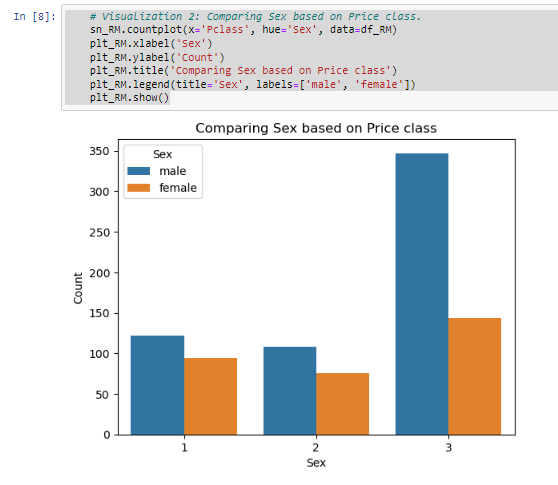 In [8]:
# Visualization 2: Comparing Sex based on Price class.
sn_RM.countplot(x='Pclass', hue='Sex', data=df_RM)
plt_RM.xlabel('Sex')
plt_RM.ylabel('Count')
plt_RM.title('Comparing Sex based on Price class')
plt_RM.legend(title='Sex', labels=['male', 'female'])
plt_RM.show()
Comparing Sex based on Price class
Sex
male
female
350
300
250
200
150
100
50
0
Count
1 2 3
Sex